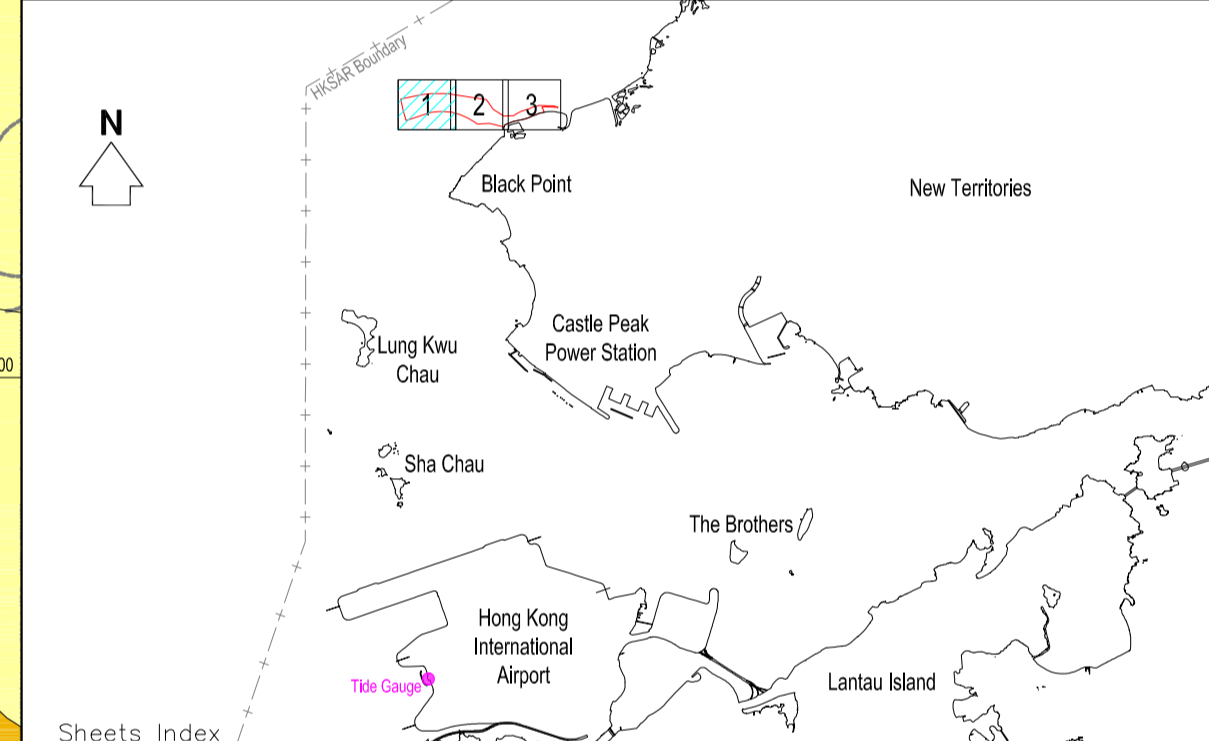 HKSAR Boundary
N
1
2
3
Black Point
New Territories
Castle Peak
Power Station
Lung Kwu
Chau
00
Sha Chau
The Brothers
Hong Kong
International
Airport
Tide Gauge
Lantau Island
Sheets Index